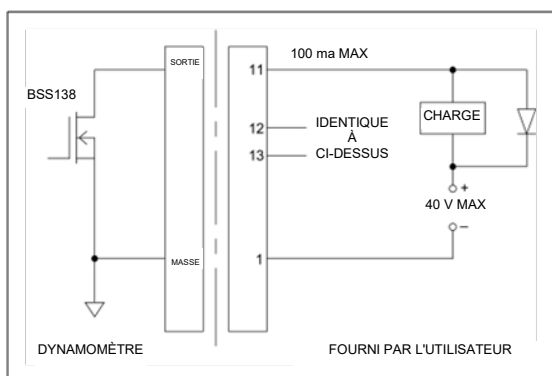 SORTIE
11
100 ma MAX
BSS138
CHARGE
12
IDENTIQUE
À
13
CI-DESSUS
+
40 V MAX
–
MASSE
1
DYNAMOMÈTRE
FOURNI PAR L'UTILISATEUR